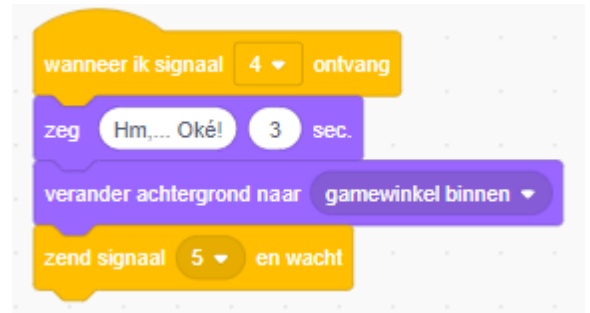 wanneer ik signaal 4 ontvang
zeg Hm,... Oké! 3 sec.
verander achtergrond naar gamewinkel binnen
zend signaal 5 en wacht